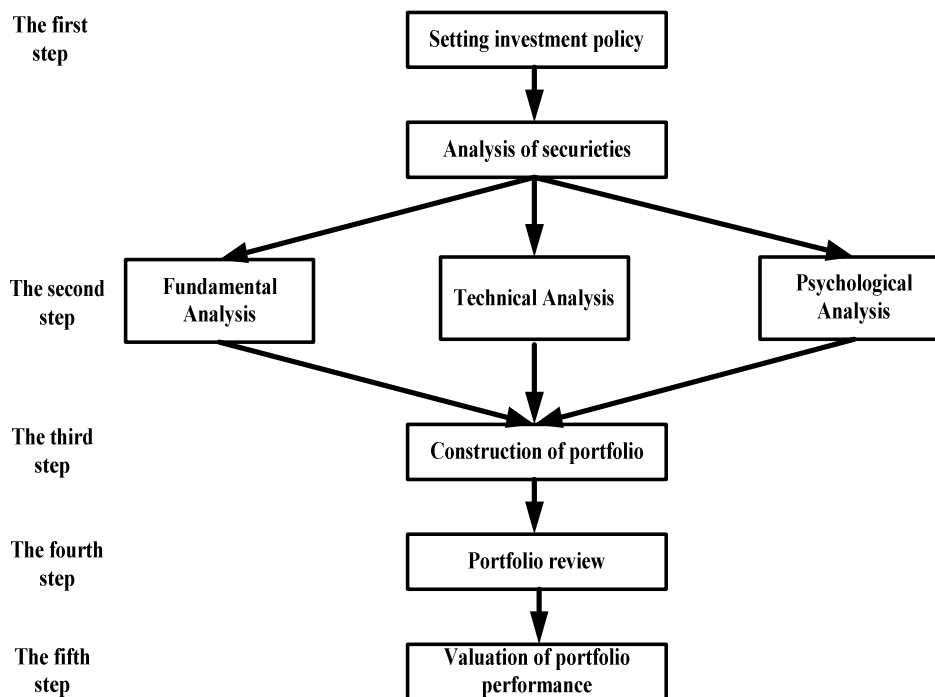 The first
step
Setting investment policy
Analysis of securieties
The second
step
Fundamental
Analysis
Technical Analysis
Psychological
Analysis
The third
step
Construction of portfolio
The fourth
step
Portfolio review
The fifth
step
Valuation of portfolio
performance